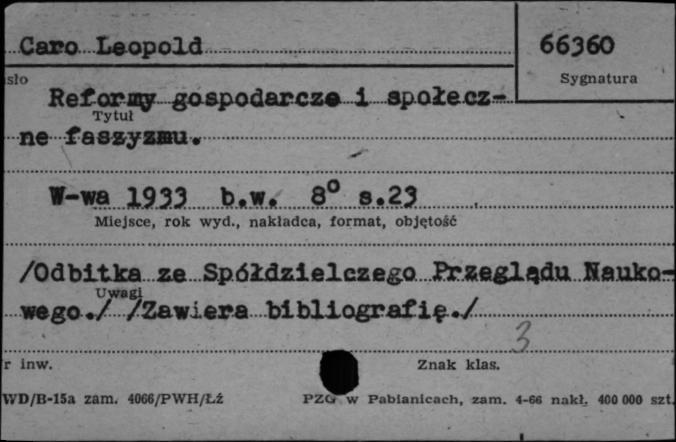 Caro Leopold
66360
sło
Sygnatura
Reformy gospodarcze i społecz-
Tytuł
ne faszyzmu.
W-wa 1933 b.w. 8° s.23
Miejsce, rok wyd., nakładca, format, objętość
/Odbitka ze Spółdzielczego Przeglądu Nauko-
Uwagi
wego./ /Zawiera bibliografię./
3
r inw.
Znak klas.
WD/B-15a zam. 4066/PWH/Łź
PZG w Pabianicach, zam. 4-66 nakł. 400 000 szt.